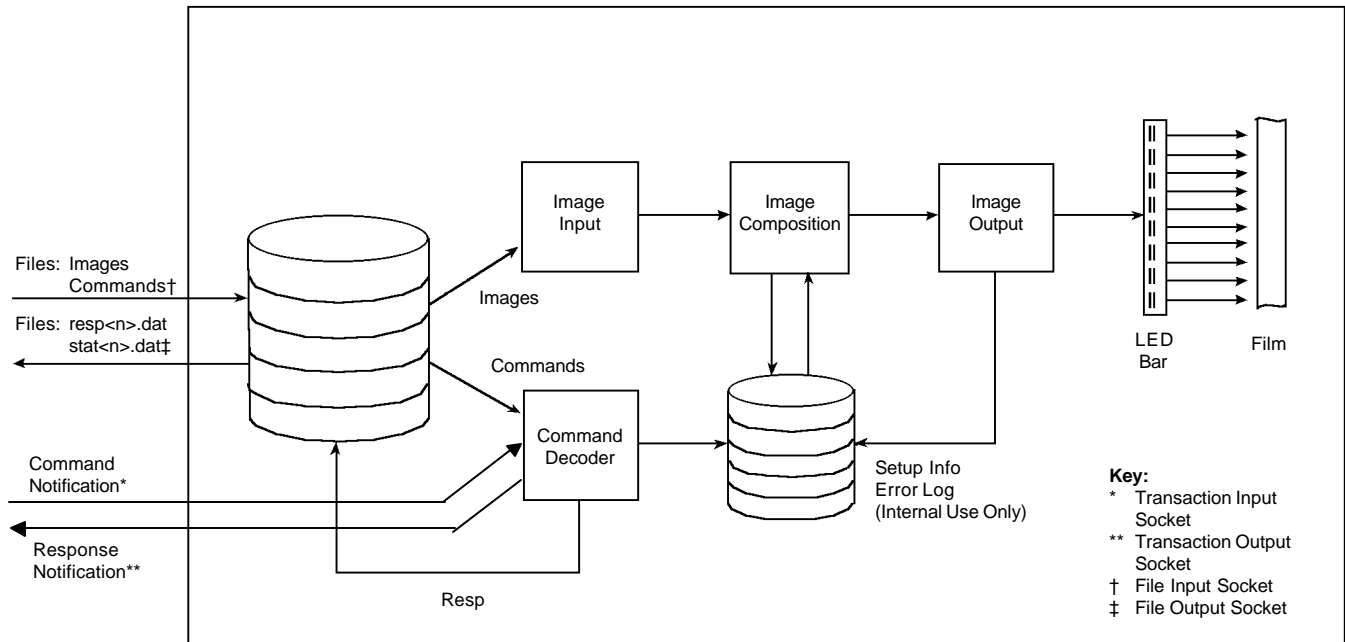 Image
Input
Image
Composition
Image
Output
Files: Images
Commands†
Images
Files: resp<n>.dat
stat<n>.dat‡
LED
Bar
Film
Commands
Command
Decoder
Command
Notification*
Setup Info
Error Log
(Internal Use Only)
Response
Notification**
Resp
Key:
* Transaction Input
Socket
** Transaction Output
Socket
† File Input Socket
‡ File Output Socket